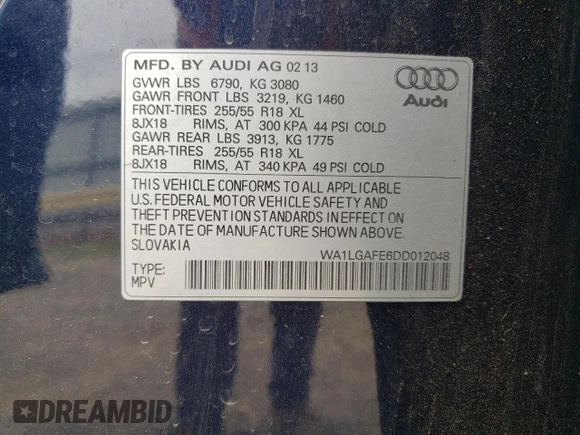 MFD. BY AUDI AG 02 13
GVWR LBS 6790, KG 3080
GAWR FRONT LBS 3219, KG 1460
FRONT-TIRES 255/55 R18 XL
8JX18 RIMS, AT 300 KPA 44 PSI COLD
GAWR REAR LBS 3913, KG 1775
REAR-TIRES 255/55 R18 XL
8JX18 RIMS, AT 340 KPA 49 PSI COLD
Audi
THIS VEHICLE CONFORMS TO ALL APPLICABLE
U.S. FEDERAL MOTOR VEHICLE SAFETY AND
THEFT PREVENTION STANDARDS IN EFFECT ON
THE DATE OF MANUFACTURE SHOWN ABOVE.
SLOVAKIA
WA1LGAFE6DD012048
TYPE:
MPV
DREAMBID